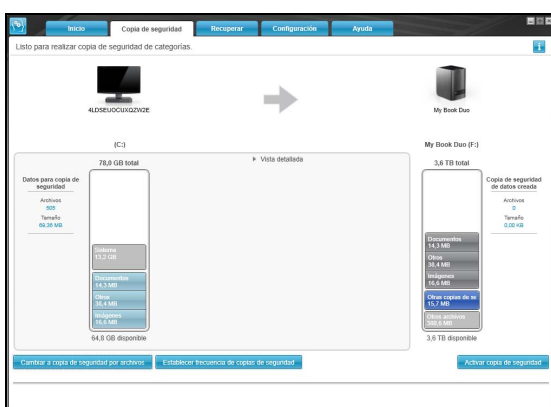 Inicio
Copia de seguridad
Recuperar
Configuración
Ayuda
Listo para realizar copia de seguridad de categorías.
i
4LDSEUOCUXQZW2E
My Book Duo
(C:)
My Book Duo (F:)
78,0 GB total
Vista detallada
3,6 TB total
Datos para copia de
seguridad
Archivos
505
Tamaño
69,36 MB
Sistema
13,2 GB
Documentos
14,3 MB
Otros
38,4 MB
Imágenes
16,6 MB
64,8 GB disponible
Copia de seguridad
de datos creada
Archivos
0
Tamaño
0,00 KB
Documentos
14,3 MB
Otros
38,4 MB
Imágenes
16,6 MB
Otras copias de se
15,7 MB
Otros archivos
MB
3,6 TB disponible
Cambiar a copia de seguridad por archivos
Establecer frecuencia de copias de seguridad
Activar copia de seguridad